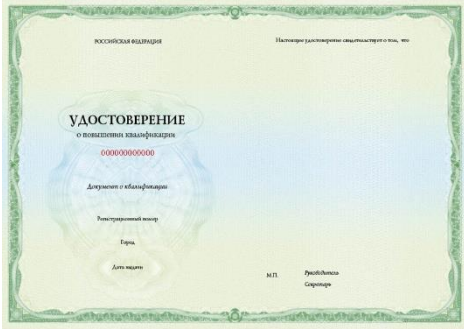 РОССИЙСКАЯ ФЕДЕРАЦИЯ
УДОСТОВЕРЕНИЕ
о повышении квалификации
000000000000
Документ о квалификации
Регистрационный номер
Город
Дата выдачи
Настоящее удостоверение свидетельствует о том, что
М.П.
Руководитель
Секретарь